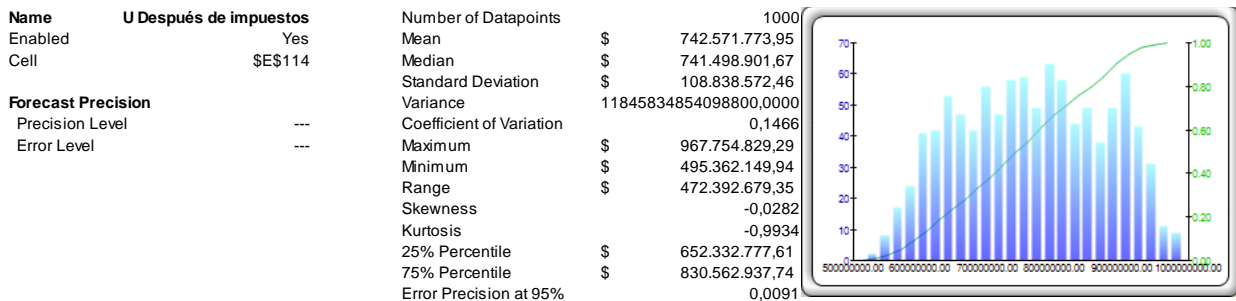 Name U Después de impuestos
Enabled Yes
Cell $E$114
Forecast Precision
Precision Level ---
Error Level ---
Number of Datapoints 1000
Mean $ 742.571.773,95
Median $ 741.498.901,67
Standard Deviation $ 108.838.572,46
Variance 11845834854098800,0000
Coefficient of Variation 0,1466
Maximum $ 967.754.829,29
Minimum $ 495.362.149,94
Range $ 472.392.679,35
Skewness -0,0282
Kurtosis -0,9934
25% Percentile $ 652.332.777,61
75% Percentile $ 830.562.937,74
Error Precision at 95% 0,0091
70 1.00
60
0.80
50
40 0.60
30 0.40
20
0.20
10
0 0.00
500000000.00 600000000.00 700000000.00 800000000.00 900000000.00 1000000000.00